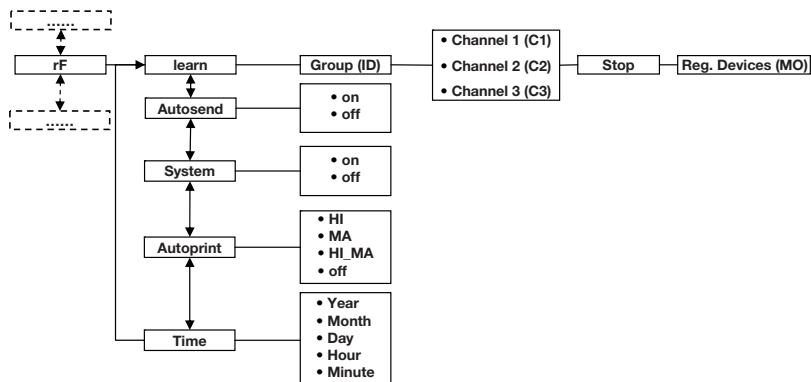 ......
rF
......
learn
Group (ID)
• Channel 1 (C1)
• Channel 2 (C2)
• Channel 3 (C3)
Stop
Reg. Devices (MO)
Autosend
• on
• off
System
• on
• off
Autoprint
• HI
• MA
• HI_MA
• off
Time
• Year
• Month
• Day
• Hour
• Minute